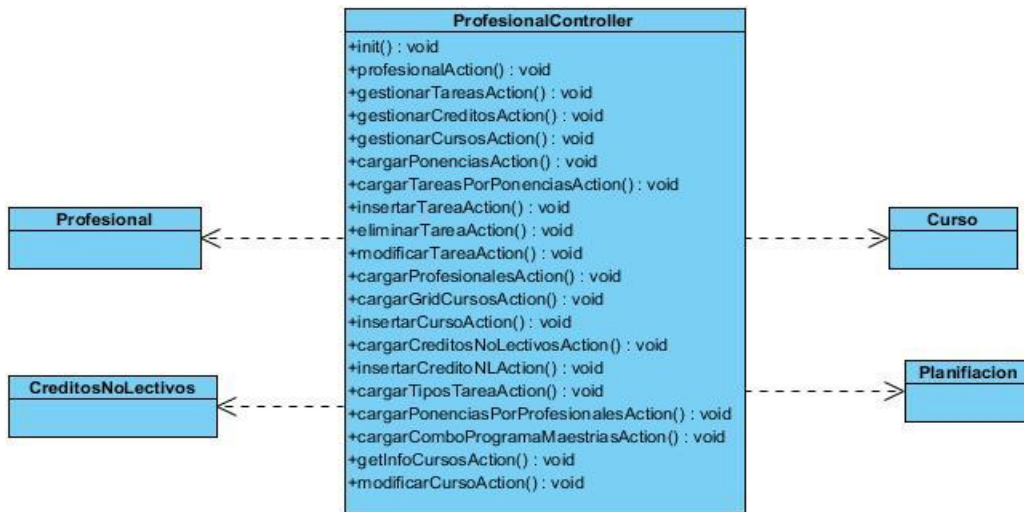 ProfesionalController
+init() : void
+profesionalAction() : void
+gestionarTareasAction() : void
+gestionarCreditosAction() : void
+gestionarCursosAction() : void
+cargarPonenciasAction() : void
+cargarTareasPorPonenciasAction() : void
+insertarTareaAction() : void
+eliminarTareaAction() : void
+modificarTareaAction() : void
+cargarProfesionalesAction() : void
+cargarGridCursosAction() : void
+insertarCursoAction() : void
+cargarCreditosNoLectivosAction() : void
+insertarCreditoNLAction() : void
+cargarTiposTareaAction() : void
+cargarPonenciasPorProfesionalesAction() : void
+cargarComboProgramaMaestriasAction() : void
+getInfoCursosAction() : void
+modificarCursoAction() : void
Profesional
Curso
CreditosNoLectivos
Planifiacion